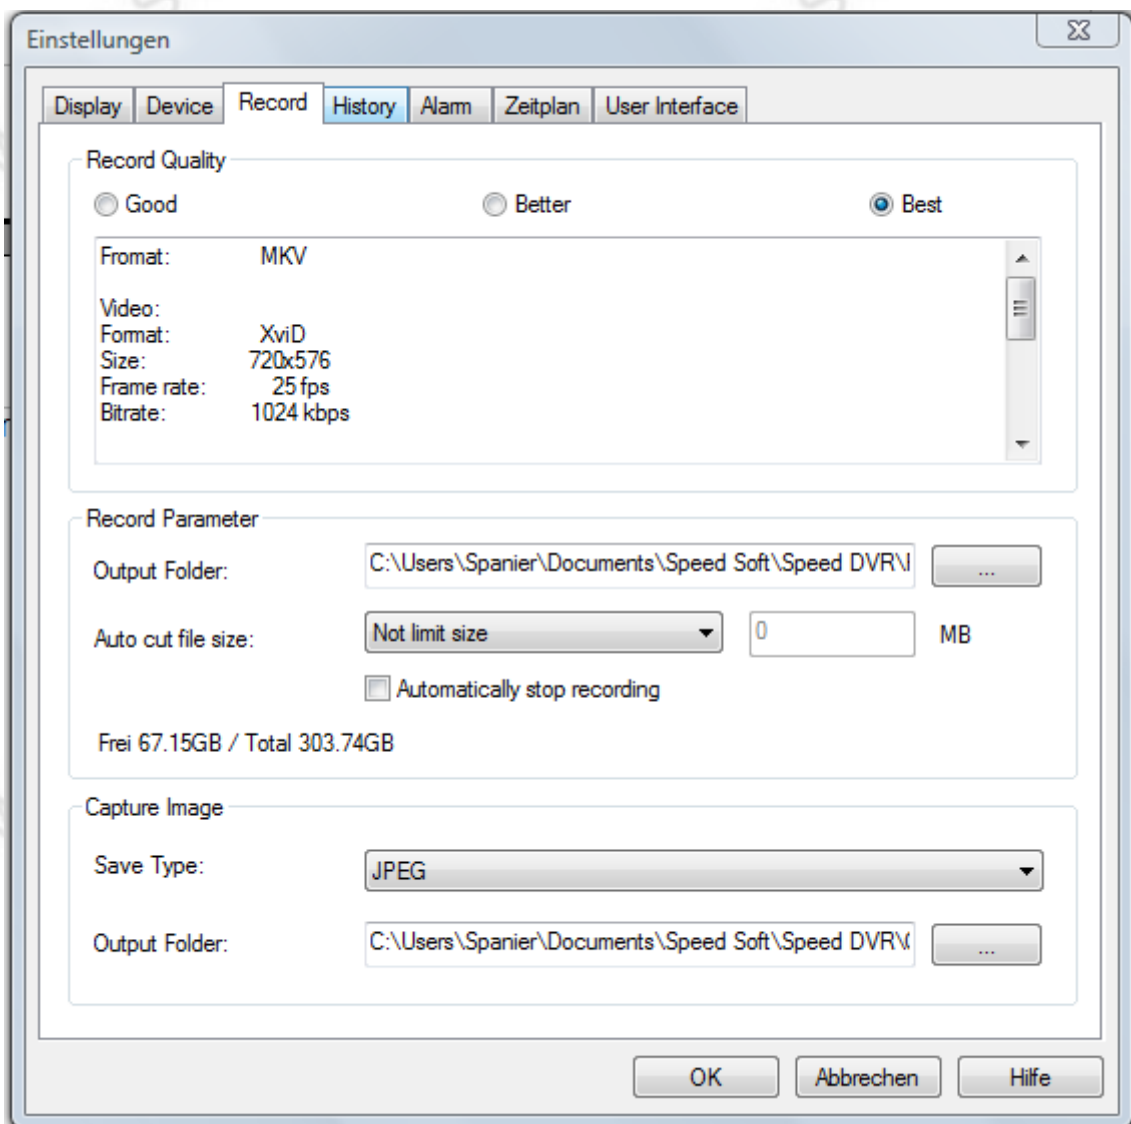 Einstellungen
Display Device Record History Alarm Zeitplan User Interface
Record Quality
Good Better Best
Fromat: MKV
Video:
Format: XviD
Size: 720x576
Frame rate: 25 fps
Bitrate: 1024 kbps
Record Parameter
Output Folder: C:\Users\Spanier\Documents\Speed Soft\Speed DVR\ ...
Auto cut file size: Not limit size 0 MB
Automatically stop recording
Frei 67.15GB / Total 303.74GB
Capture Image
Save Type: JPEG
Output Folder: C:\Users\Spanier\Documents\Speed Soft\Speed DVR\ ...
OK Abbrechen Hilfe